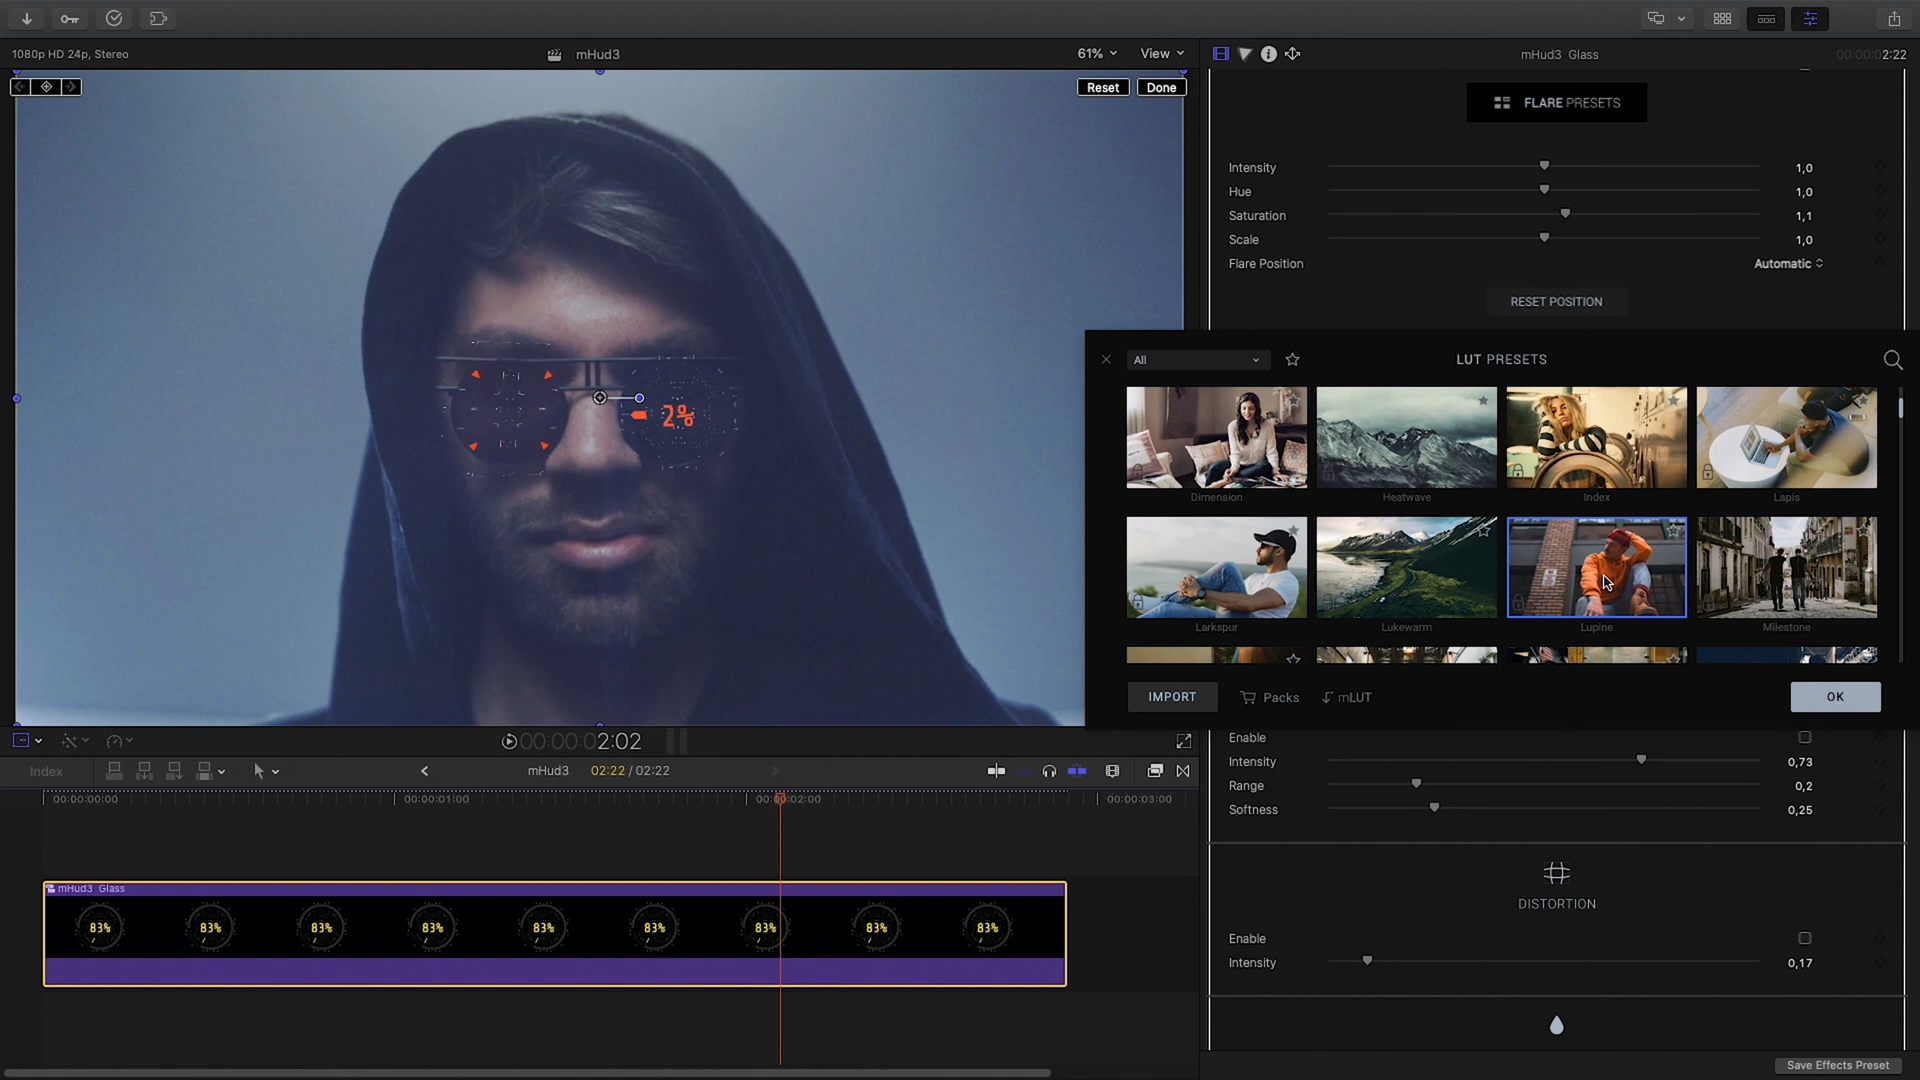 1080p HD 24p, Stereo
mHud3
61%
View
mHud3 Glass
00:00:02:22
Reset
Done
FLARE PRESETS
Intensity 1,0
Hue 1,0
Saturation 1,1
Scale 1,0
Flare Position Automatic
RESET POSITION
2%
All
LUT PRESETS
Dimension
Heatwave
Index
Lapis
Larkspur
Lukewarm
Lupine
Milestone
IMPORT
Packs
mLUT
OK
00:00:02:02
Enable
Intensity 0,73
Range 0,2
Softness 0,25
Index
mHud3
02:22 / 02:22
00:00:00:00
00:00:01:00
00:00:02:00
00:00:03:00
mHud3 Glass
83%
83%
83%
83%
83%
83%
83%
83%
83%
DISTORTION
Enable
Intensity 0,17
Save Effects Preset